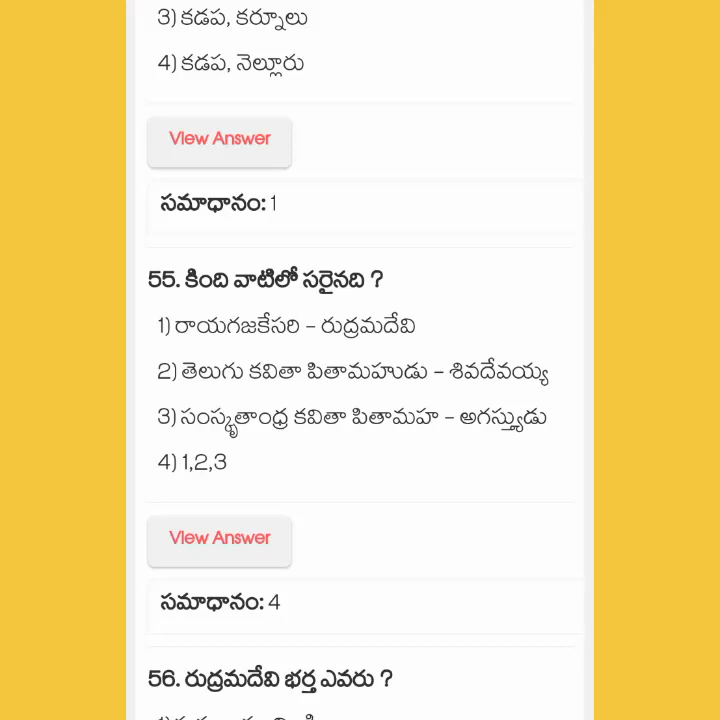 3) కడప, కర్నూలు
4) కడప, నెల్లూరు
View Answer
సమాధానం: 1
55. కింది వాటిలో సరైనది ?
1) రాయగజకేసరి – రుద్రమదేవి
2) తెలుగు కవితా పితామహుడు – శివదేవయ్య
3) సంస్కృతాంధ్ర కవితా పితామహ – అగస్త్యుడు
4) 1,2,3
View Answer
సమాధానం: 4
56. రుద్రమదేవి భర్త ఎవరు ?